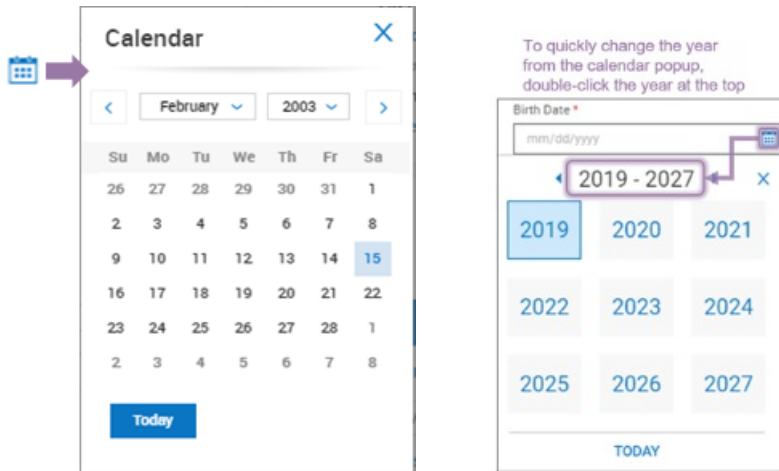 Calendar
February
2003
Su Mo Tu We Th Fr Sa
26 27 28 29 30 31 1
2 3 4 5 6 7 8
9 10 11 12 13 14 15
16 17 18 19 20 21 22
23 24 25 26 27 28 1
2 3 4 5 6 7 8
Today
To quickly change the year
from the calendar popup,
double-click the year at the top
Birth Date *
mm/dd/yyyy
2019 - 2027
2019 2020 2021
2022 2023 2024
2025 2026 2027
TODAY